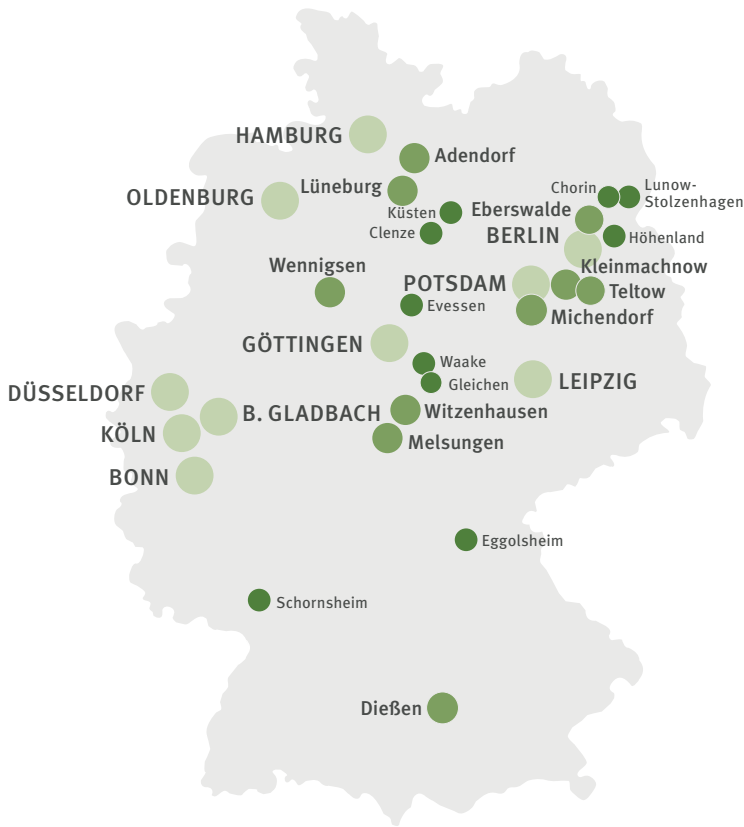 HAMBURG
Adendorf
Lüneburg
OLDENBURG
Chorin
Lunow-
Stolzenhagen
Küsten
Eberswalde
Clenze
BERLIN
Höhenland
Wennigsen
Kleinmachnow
POTSDAM
Teltow
Evessen
Michendorf
GÖTTINGEN
Waake
Gleichen
LEIPZIG
DÜSSELDORF
B. GLADBACH
Witzenhausen
KÖLN
Melsungen
BONN
Eggolsheim
Schornsheim
Dießen